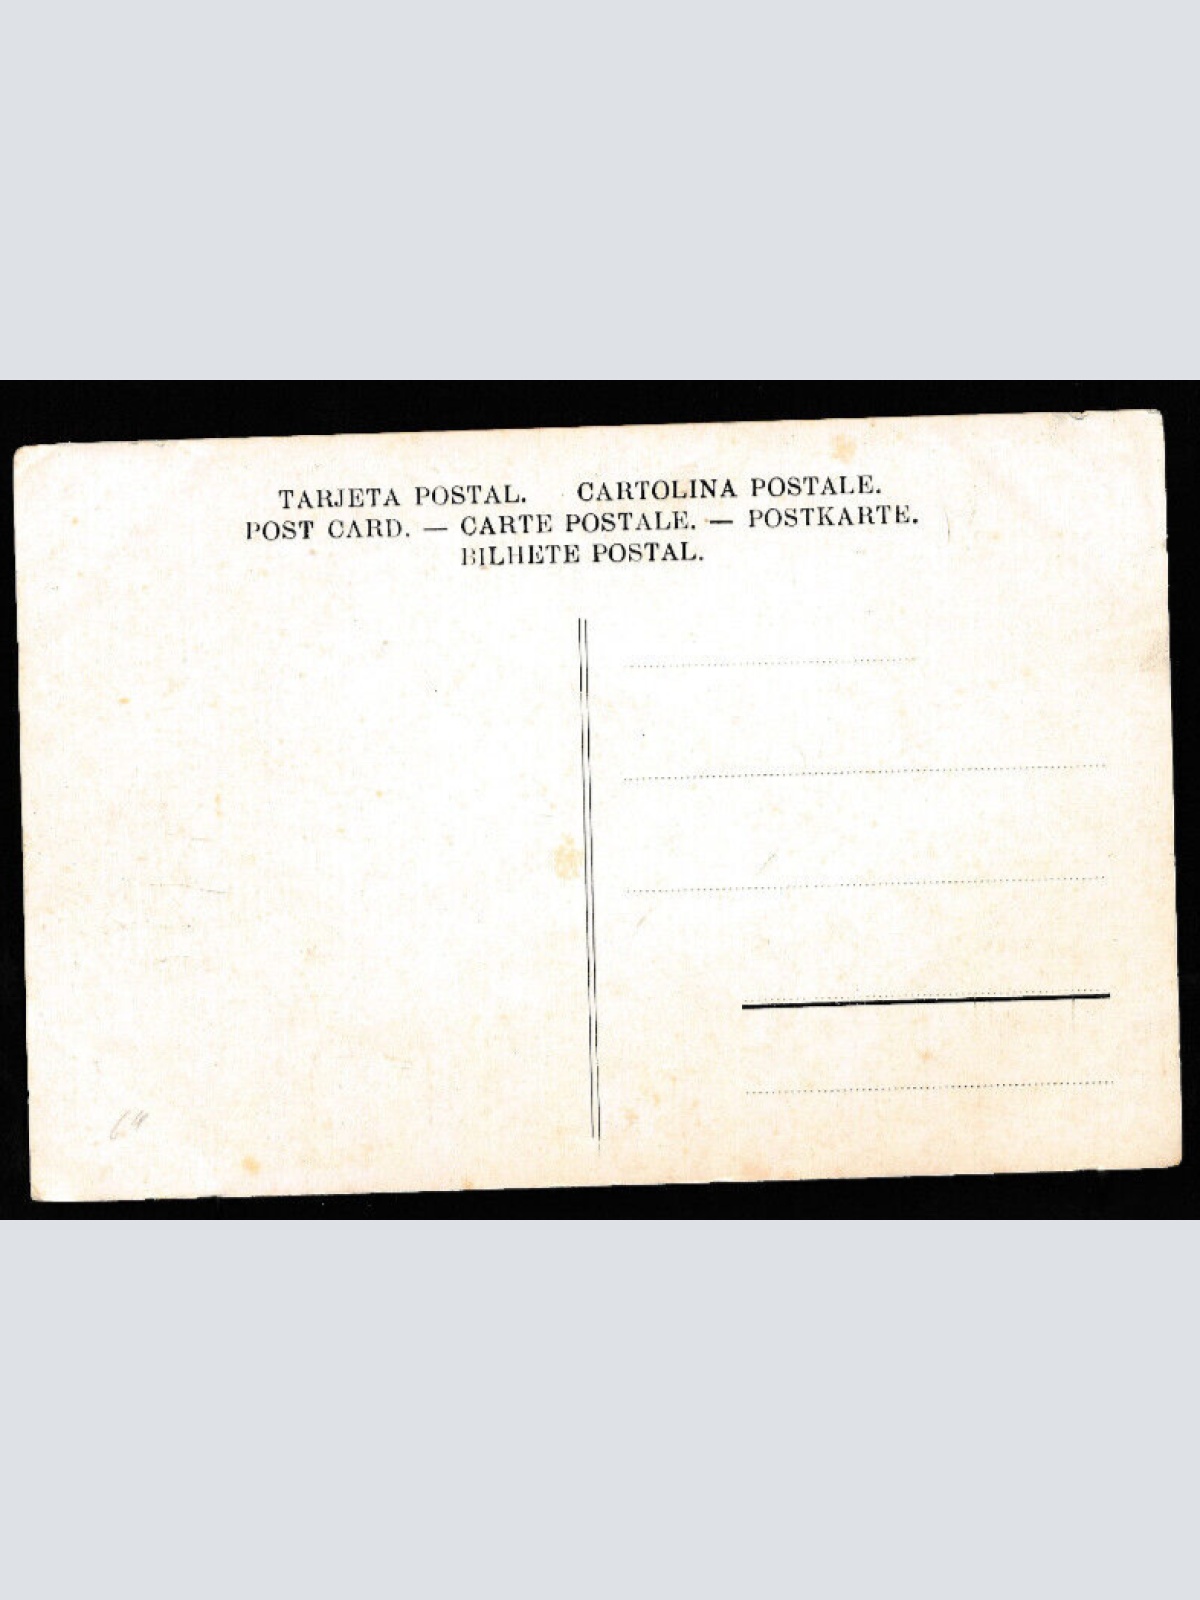 TARJETA POSTAL. CARTOLINA POSTALE.
POST CARD. — CARTE POSTALE. — POSTKARTE.
BILHETE POSTAL.